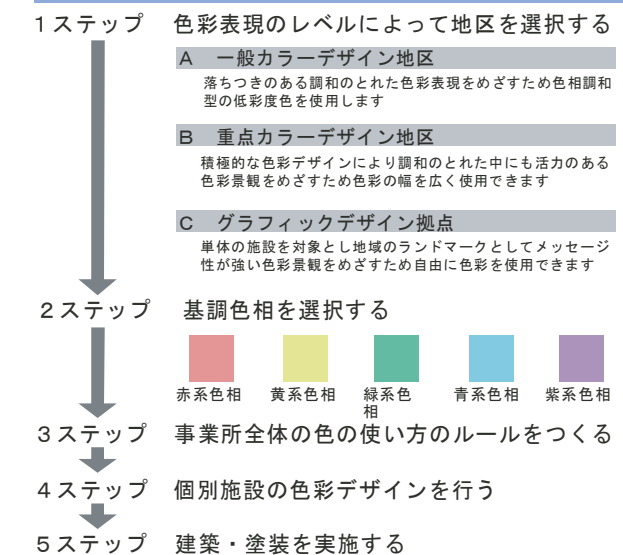 1ステップ 色彩表現のレベルによって地区を選択する
A 一般カラーデザイン地区
落ちつきのある調和のとれた色彩表現をめざすため色相調和
型の低彩度色を使用します
B 重点カラーデザイン地区
積極的な色彩デザインにより調和のとれた中にも活力のある
色彩景観をめざすため色彩の幅を広く使用できます
C グラフィックデザイン拠点
単体の施設を対象とし地域のランドマークとしてメッセージ
性が強い色彩景観をめざすため自由に色彩を使用できます
2ステップ 基調色相を選択する
赤系色相 黄系色相 緑系色 青系色相 紫系色相
相
3ステップ 事業所全体の色の使い方のルールをつくる
4ステップ 個別施設の色彩デザインを行う
5ステップ 建築・塗装を実施する